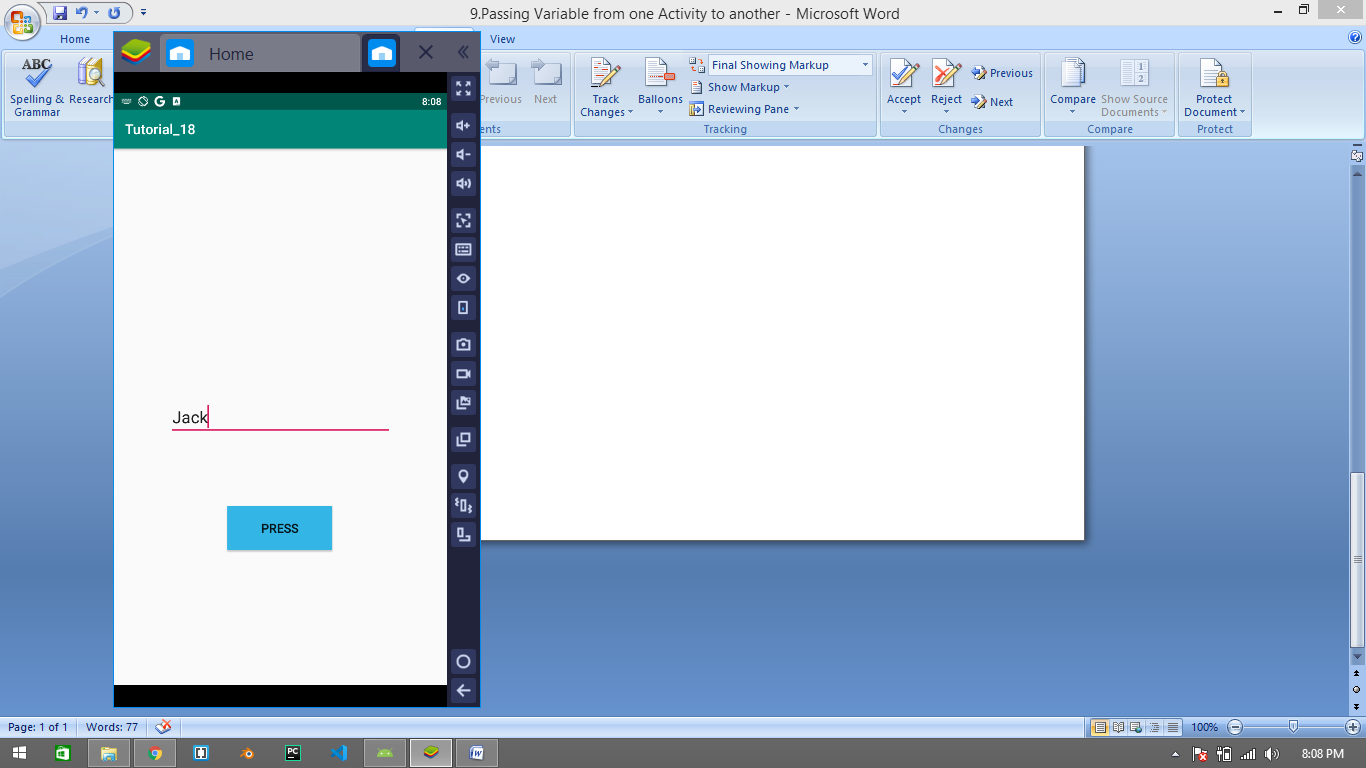 9.Passing Variable from one Activity to another - Microsoft Word
Home
View
Home
ABC
Spelling & Grammar
Research
Previous
Next
Track Changes
Balloons
Final Showing Markup
Show Markup
Reviewing Pane
Tracking
Accept
Reject
Previous
Next
Changes
Compare
Show Source Documents
Compare
Protect Document
Protect
8:08
Tutorial_18
Jack
PRESS
Page: 1 of 1
Words: 77
100%
8:08 PM